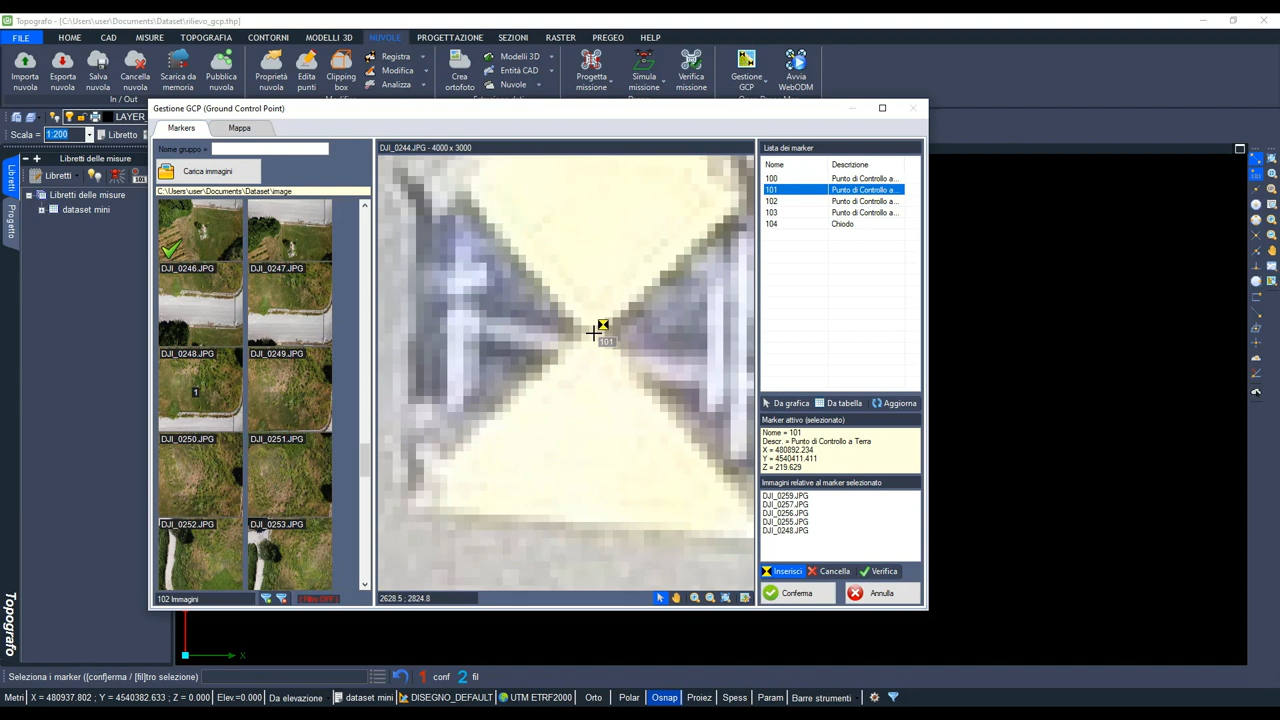 Topografo - [C:\Users\user\Documents\Dataset\rilievo_gcp.thp]
FILE HOME CAD MISURE TOPOGRAFIA CONTORNI MODELLI 3D NUVOLE PROGETTAZIONE SEZIONI RASTER PREGEO HELP
Importa nuvola
Esporta nuvola
Salva nuvola
Cancella nuvola
Scarica da memoria
Pubblica nuvola
In / Out
Proprietà nuvola
Edita punti
Clipping box
Registra
Modifica
Analizza
Crea ortofoto
Modelli 3D
Entità CAD
Nuvole
Progetta missione
Simula missione
Verifica missione
Gestione GCP
Avvia WebODM
LAYER_
Scala = 1:200
Libretto
Libretti delle misure
Libretti
Libretti delle misure
dataset mini
Libretti
Progetto
Topografo
Gestione GCP (Ground Control Point)
Markers
Mappa
Nome gruppo =
Carica immagini
C:\Users\user\Documents\Dataset\image
DJI_0246.JPG
DJI_0247.JPG
DJI_0248.JPG
DJI_0249.JPG
1
DJI_0250.JPG
DJI_0251.JPG
DJI_0252.JPG
DJI_0253.JPG
102 Immagini
DJI_0244.JPG - 4000 x 3000
101
2628.5 ; 2824.8
Lista dei marker
Nome Descrizione
100 Punto di Controllo a...
101 Punto di Controllo a...
102 Punto di Controllo a...
103 Punto di Controllo a...
104 Chiodo
Da grafica Da tabella Aggiorna
Marker attivo (selezionato)
Nome = 101
Descr. = Punto di Controllo a Terra
X = 480892.234
Y = 4540411.411
Z = 219.629
Immagini relative al marker selezionato
DJI_0259.JPG
DJI_0257.JPG
DJI_0256.JPG
DJI_0255.JPG
DJI_0248.JPG
Inserisci Cancella Verifica
Conferma Annulla
X
Seleziona i marker ([conf]erma / [fil]tro selezione)
1 conf 2 fil
Metri X = 480937.802 ; Y = 4540382.633 ; Z = 0.000 Elev.=0.000 Da elevazione dataset mini DISEGNO_DEFAULT UTM ETRF2000 Orto Polar Osnap Proiez Spess Param Barre strumenti